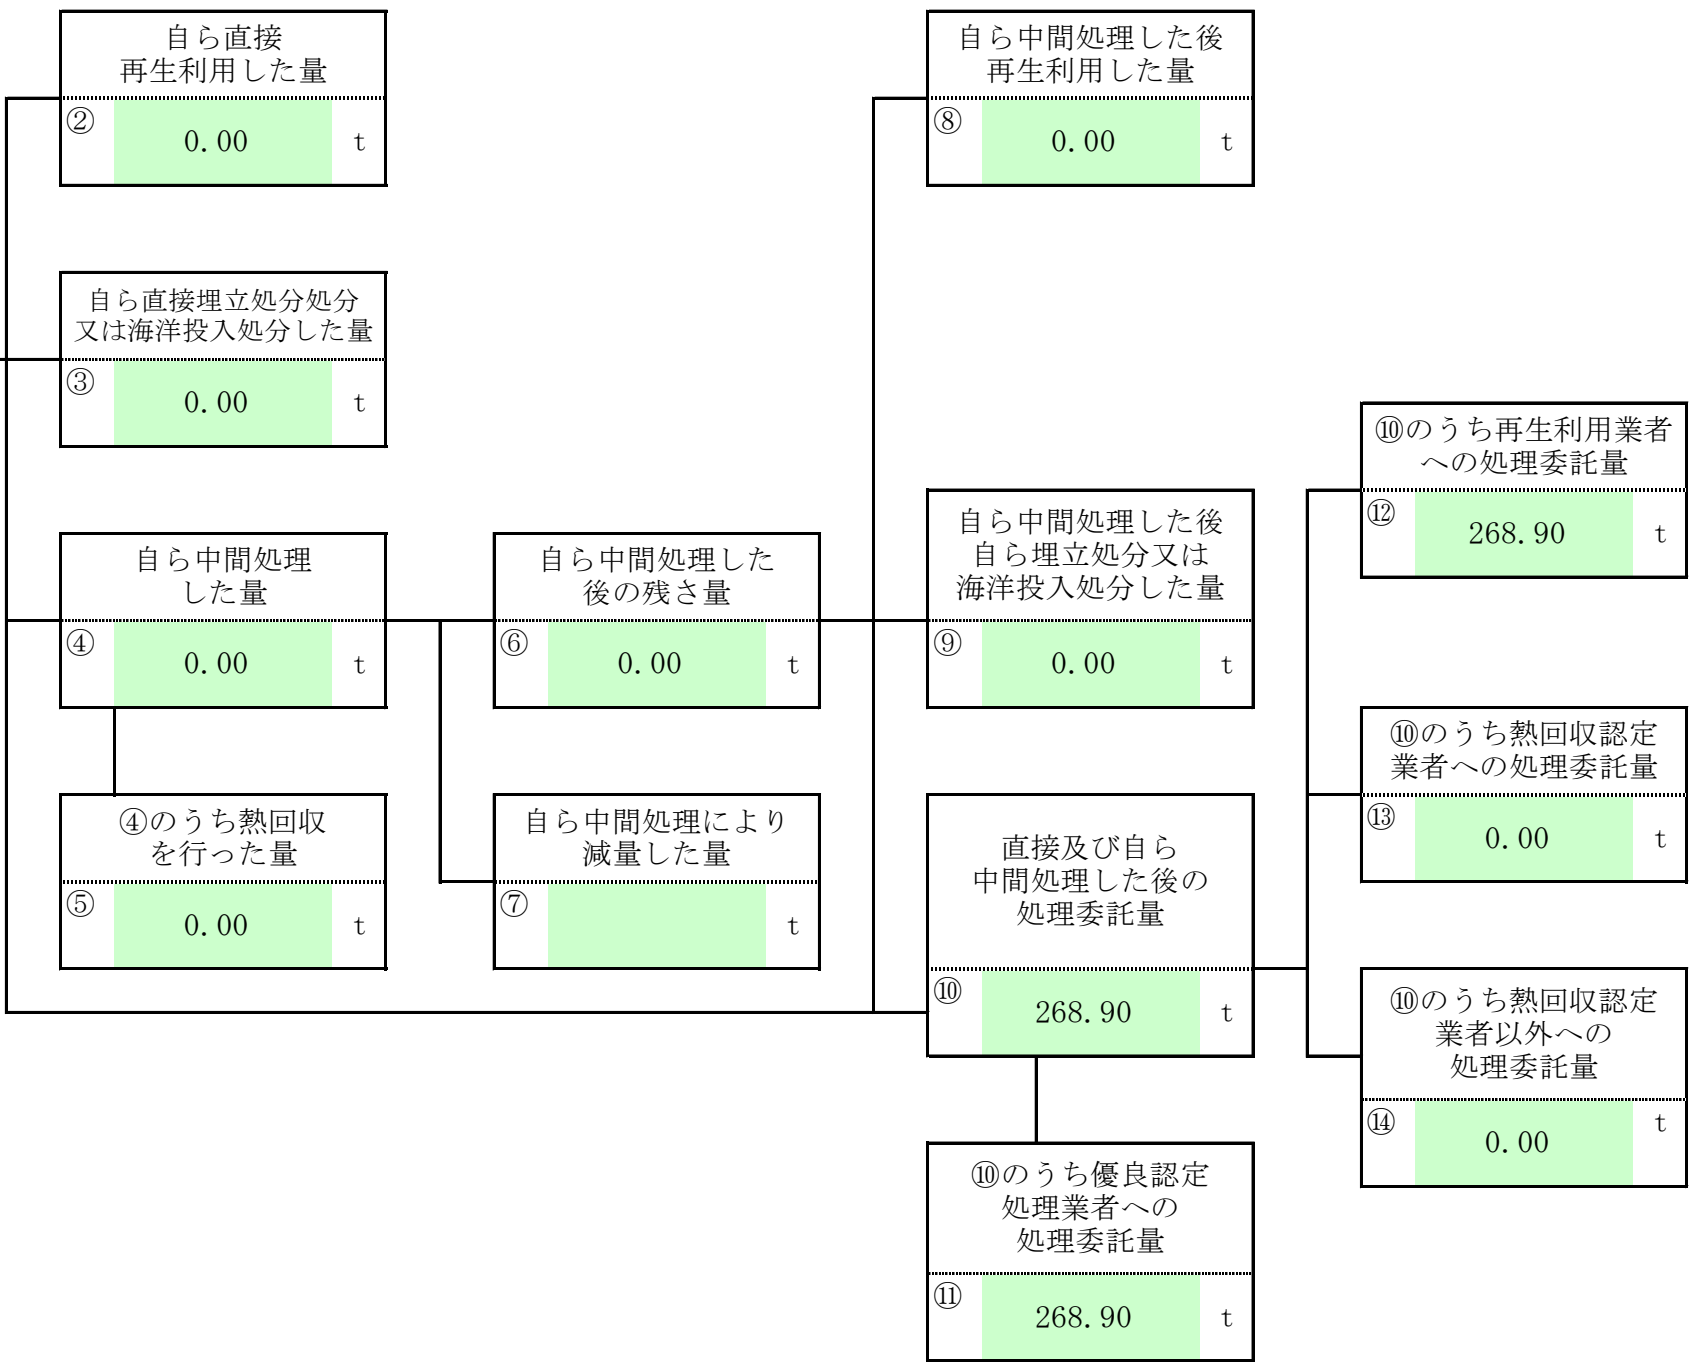 自ら直接
再生利用した量
②
0.00
t
自ら中間処理した後
再生利用した量
⑧
0.00
t
自ら直接埋立処分処分
又は海洋投入処分した量
③
0.00
t
⑩のうち再生利用業者
への処理委託量
⑫
268.90
t
自ら中間処理
した量
④
0.00
t
自ら中間処理した
後の残さ量
⑥
0.00
t
自ら中間処理した後
自ら埋立処分又は
海洋投入処分した量
⑨
0.00
t
⑩のうち熱回収認定
業者への処理委託量
⑬
0.00
t
④のうち熱回収
を行った量
⑤
0.00
t
自ら中間処理により
減量した量
⑦
t
直接及び自ら
中間処理した後の
処理委託量
⑩
268.90
t
⑩のうち熱回収認定
業者以外への
処理委託量
⑭
0.00
t
⑩のうち優良認定
処理業者への
処理委託量
⑪
268.90
t